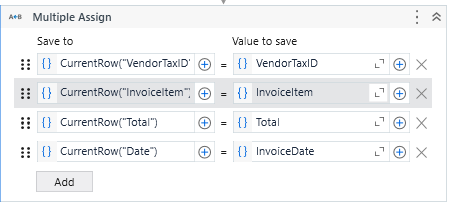 A+B Multiple Assign
Save to Value to save
{} CurrentRow("VendorTaxID" = {} VendorTaxID
{} CurrentRow("InvoiceItem") = {} InvoiceItem
{} CurrentRow("Total") = {} Total
{} CurrentRow("Date") = {} InvoiceDate
Add